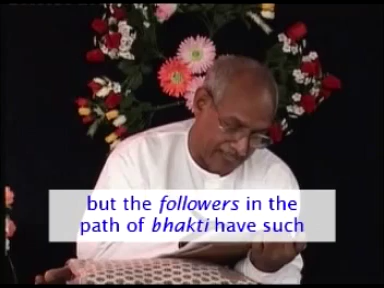 but the followers in the
path of bhakti have such